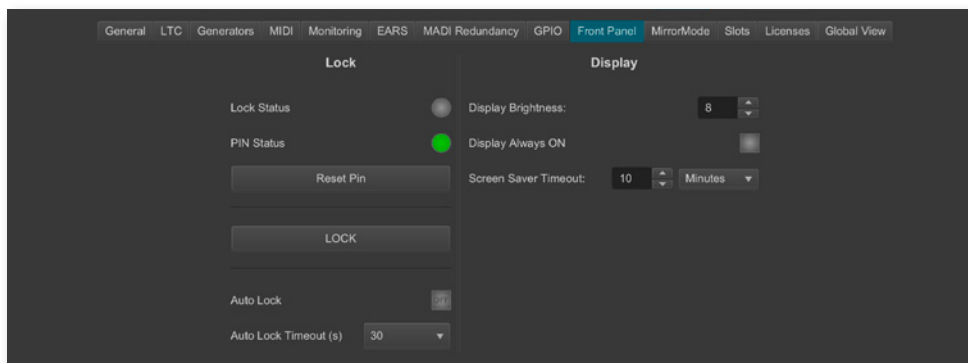 General LTC Generators MIDI Monitoring EARS MADI Redundancy GPIO Front Panel MirrorMode Slots Licenses Global View
Lock
Lock Status
PIN Status
Reset Pin
LOCK
Auto Lock OFF
Auto Lock Timeout (s) 30
Display
Display Brightness: 8
Display Always ON
Screen Saver Timeout: 10 Minutes